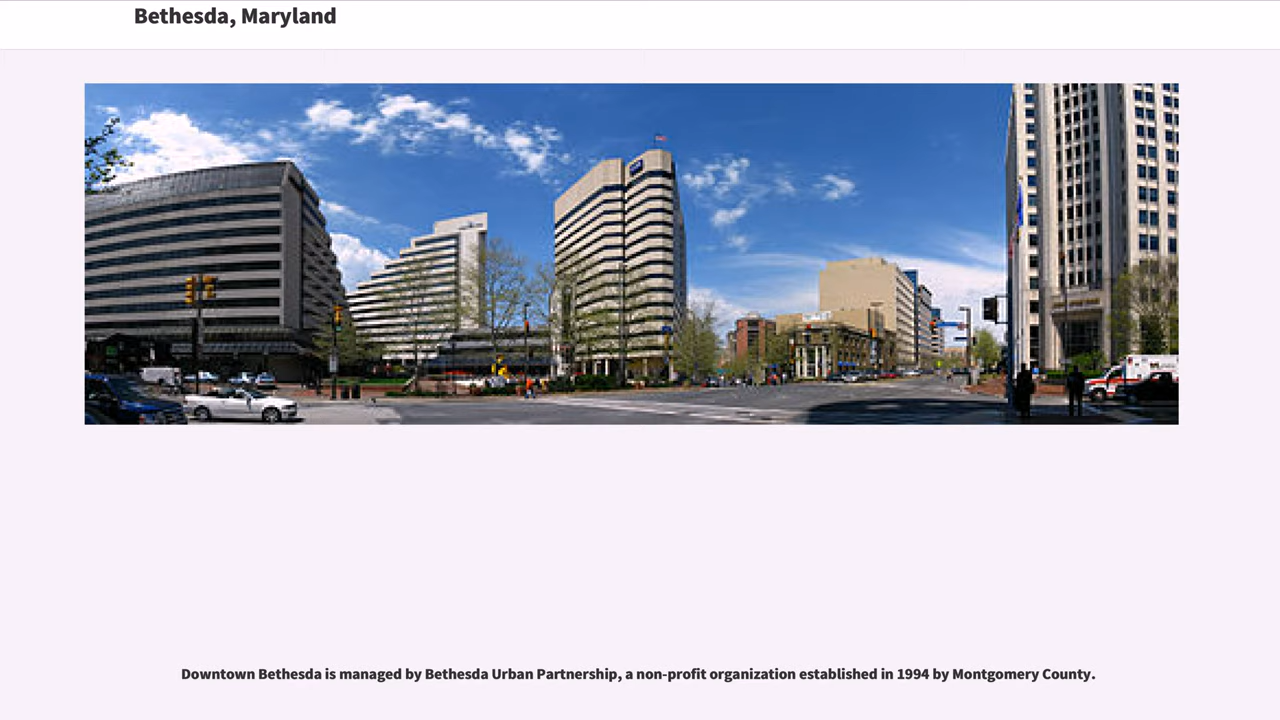 Bethesda, Maryland
Downtown Bethesda is managed by Bethesda Urban Partnership, a non-profit organization established in 1994 by Montgomery County.